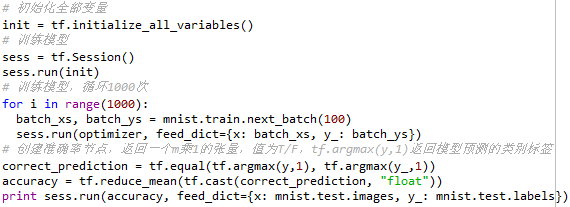 # 初始化全部变量
init = tf.initialize_all_variables()
# 训练模型
sess = tf.Session()
sess.run(init)
# 训练模型，循环1000次
for i in range(1000):
  batch_xs, batch_ys = mnist.train.next_batch(100)
  sess.run(optimizer, feed_dict={x: batch_xs, y_: batch_ys})
# 创建准确率节点，返回一个m乘1的张量，值为T/F，tf.argmax(y,1)返回模型预测的类别标签
correct_prediction = tf.equal(tf.argmax(y,1), tf.argmax(y_,1))
accuracy = tf.reduce_mean(tf.cast(correct_prediction, "float"))
print sess.run(accuracy, feed_dict={x: mnist.test.images, y_: mnist.test.labels})